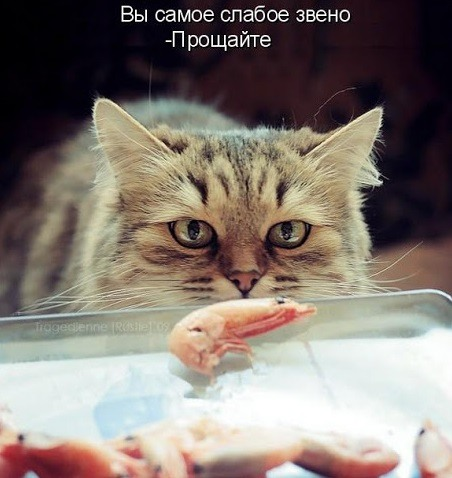 Вы самое слабое звено
-Прощайте